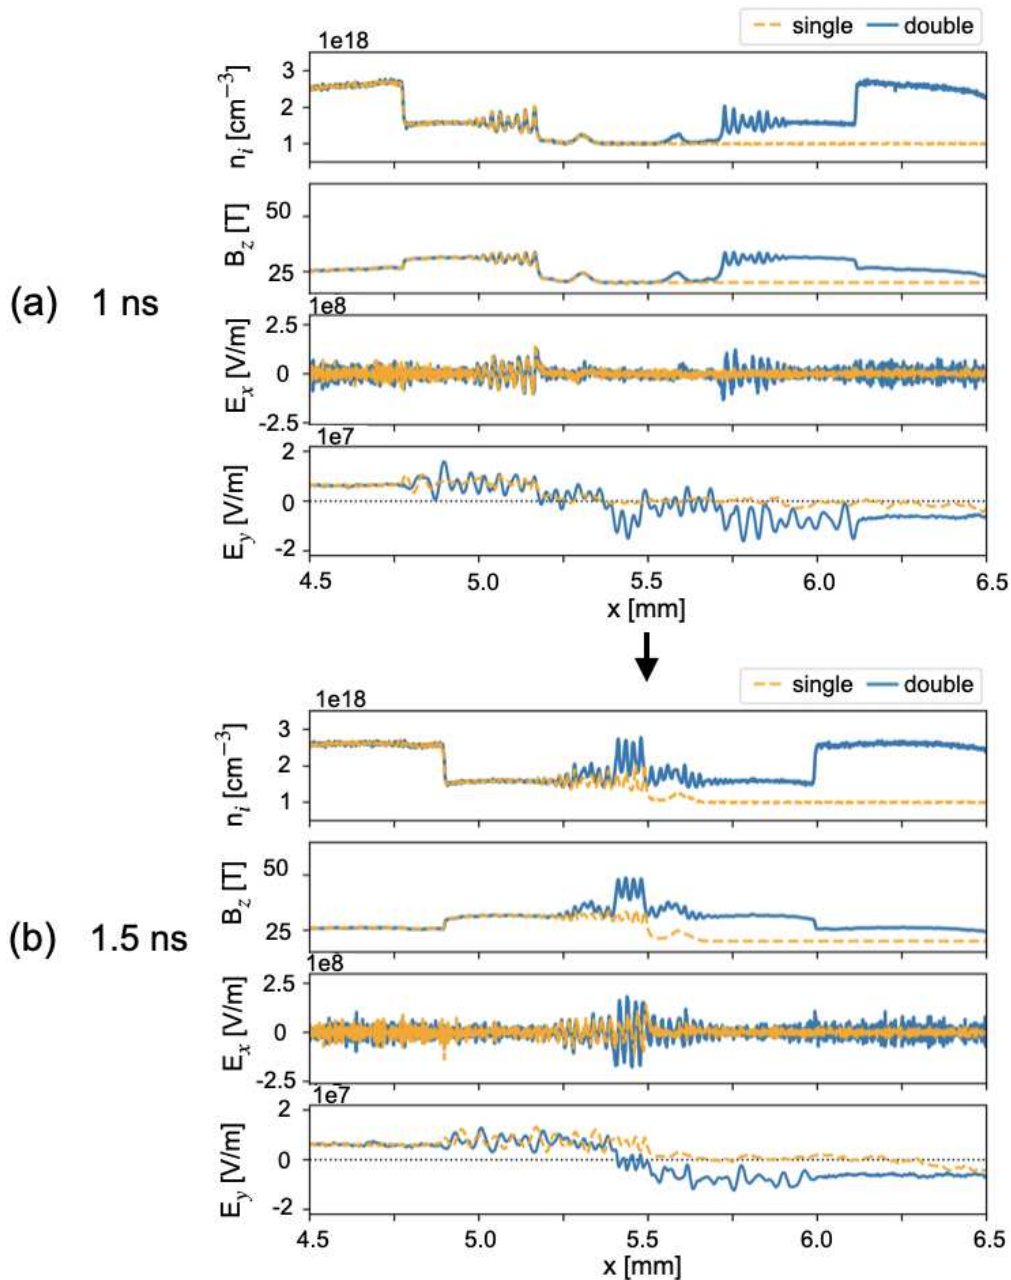 single double
1e18
3
2
1
n_i [cm⁻³]
50
25
B_z [T]
1e8
2.5
0
-2.5
E_x [V/m]
1e7
2
0
-2
E_y [V/m]
(a) 1 ns
4.5 5.0 5.5 6.0 6.5
x [mm]
single double
1e18
3
2
1
n_i [cm⁻³]
50
25
B_z [T]
1e8
2.5
0
-2.5
E_x [V/m]
1e7
2
0
-2
E_y [V/m]
(b) 1.5 ns
4.5 5.0 5.5 6.0 6.5
x [mm]